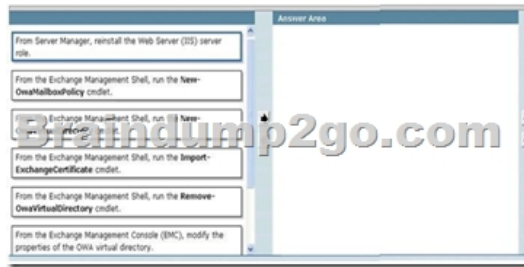 Answer Area
From Server Manager, reinstall the Web Server (IIS) server
role.
From the Exchange Management Shell, run the New-
OwaMailboxPolicy cmdlet.
From the Exchange Management Shell, run the New-
cmdlet.
Braindump2go.com
From the Exchange Management Shell, run the Import-
ExchangeCertificate cmdlet.
From the Exchange Management Shell, run the Remove-
OwaVirtualDirectory cmdlet.
From the Exchange Management Console (EMC), modify the
properties of the OWA virtual directory.